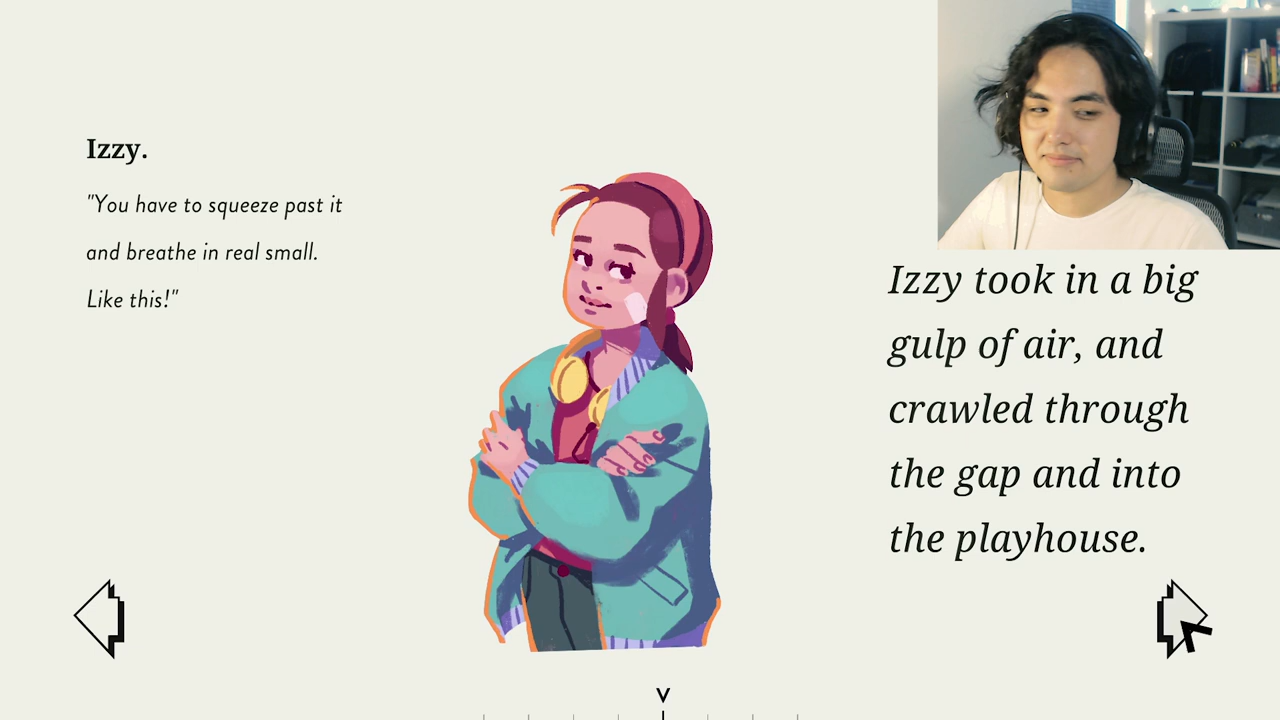 Izzy.
"You have to squeeze past it
and breathe in real small.
Like this!"
Izzy took in a big
gulp of air, and
crawled through
the gap and into
the playhouse.